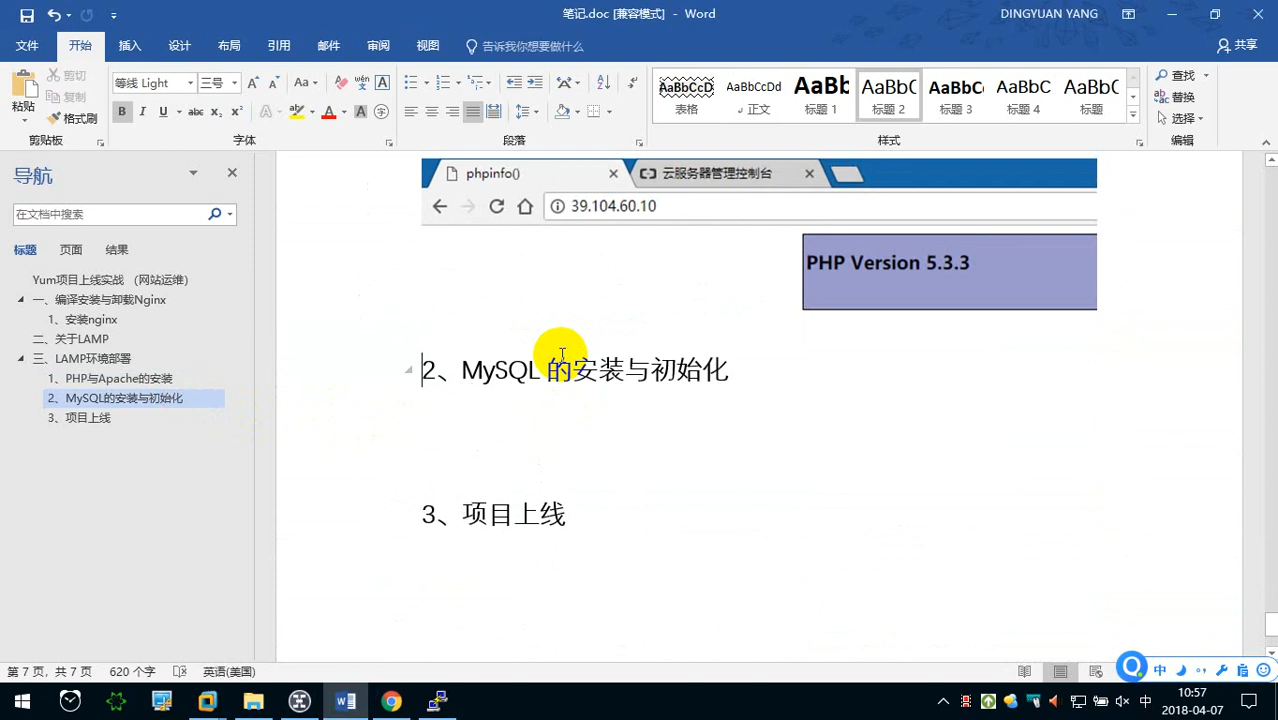 笔记.doc [兼容模式] - Word
DINGYUAN YANG
文件 开始 插入 设计 布局 引用 邮件 审阅 视图 告诉我你想要做什么 共享
粘贴
剪切
复制
格式刷
等线 Light 三号
AaBbCcD 表格
AaBbCcDd 正文
AaBb 标题 1
AaBbC 标题 2
AaBbC 标题 3
AaBbC 标题 4
AaBbC 标题
查找
替换
选择
剪贴板 字体 段落 样式 编辑
导航
在文档中搜索
标题 页面 结果
Yum项目上线实战 （网站运维）
一、编译安装与卸载Nginx
1、安装nginx
二、关于LAMP
三、LAMP环境部署
1、PHP与Apache的安装
2、MySQL的安装与初始化
3、项目上线
phpinfo() 云服务器管理控制台
39.104.60.10
PHP Version 5.3.3
2、MySQL 的安装与初始化
3、项目上线
第 7 页，共 7 页 620 个字 英语(美国)
中
中
10:57
2018-04-07